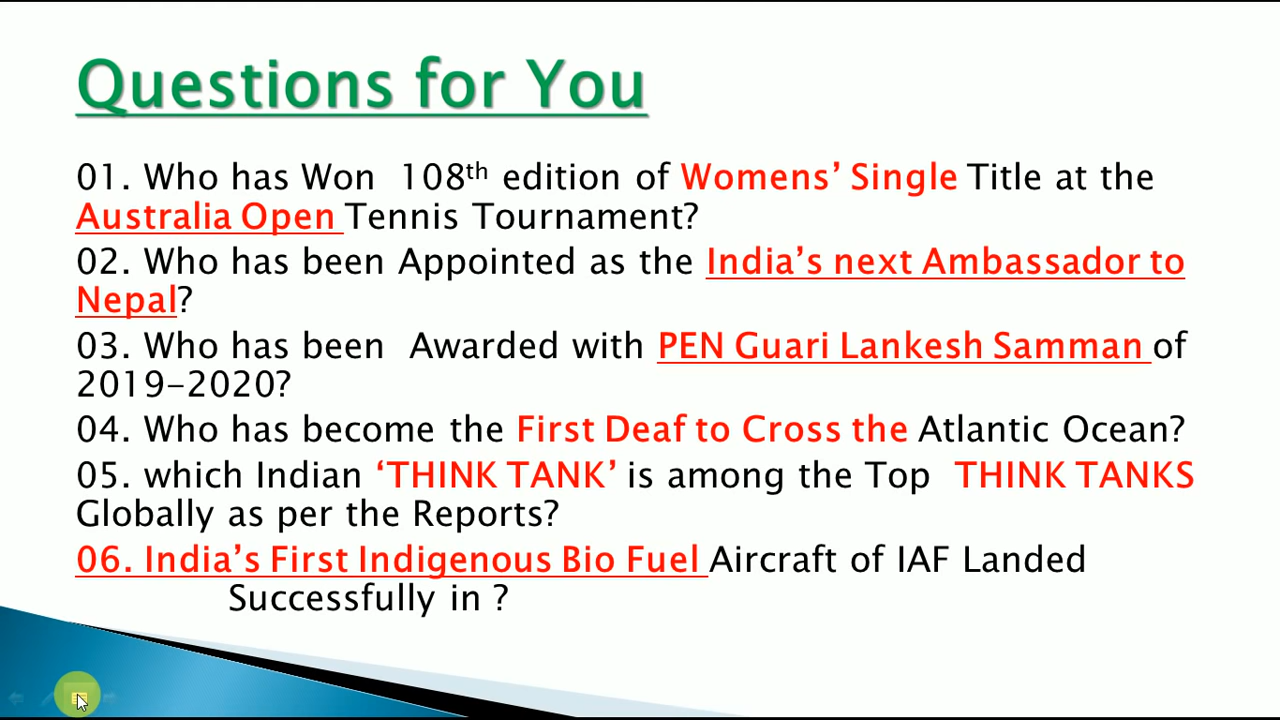 Questions for You
01. Who has Won 108th edition of Womens' Single Title at the
Australia Open Tennis Tournament?
02. Who has been Appointed as the India's next Ambassador to
Nepal?
03. Who has been Awarded with PEN Guari Lankesh Samman of
2019-2020?
04. Who has become the First Deaf to Cross the Atlantic Ocean?
05. which Indian 'THINK TANK' is among the Top THINK TANKS
Globally as per the Reports?
06. India's First Indigenous Bio Fuel Aircraft of IAF Landed
Successfully in ?